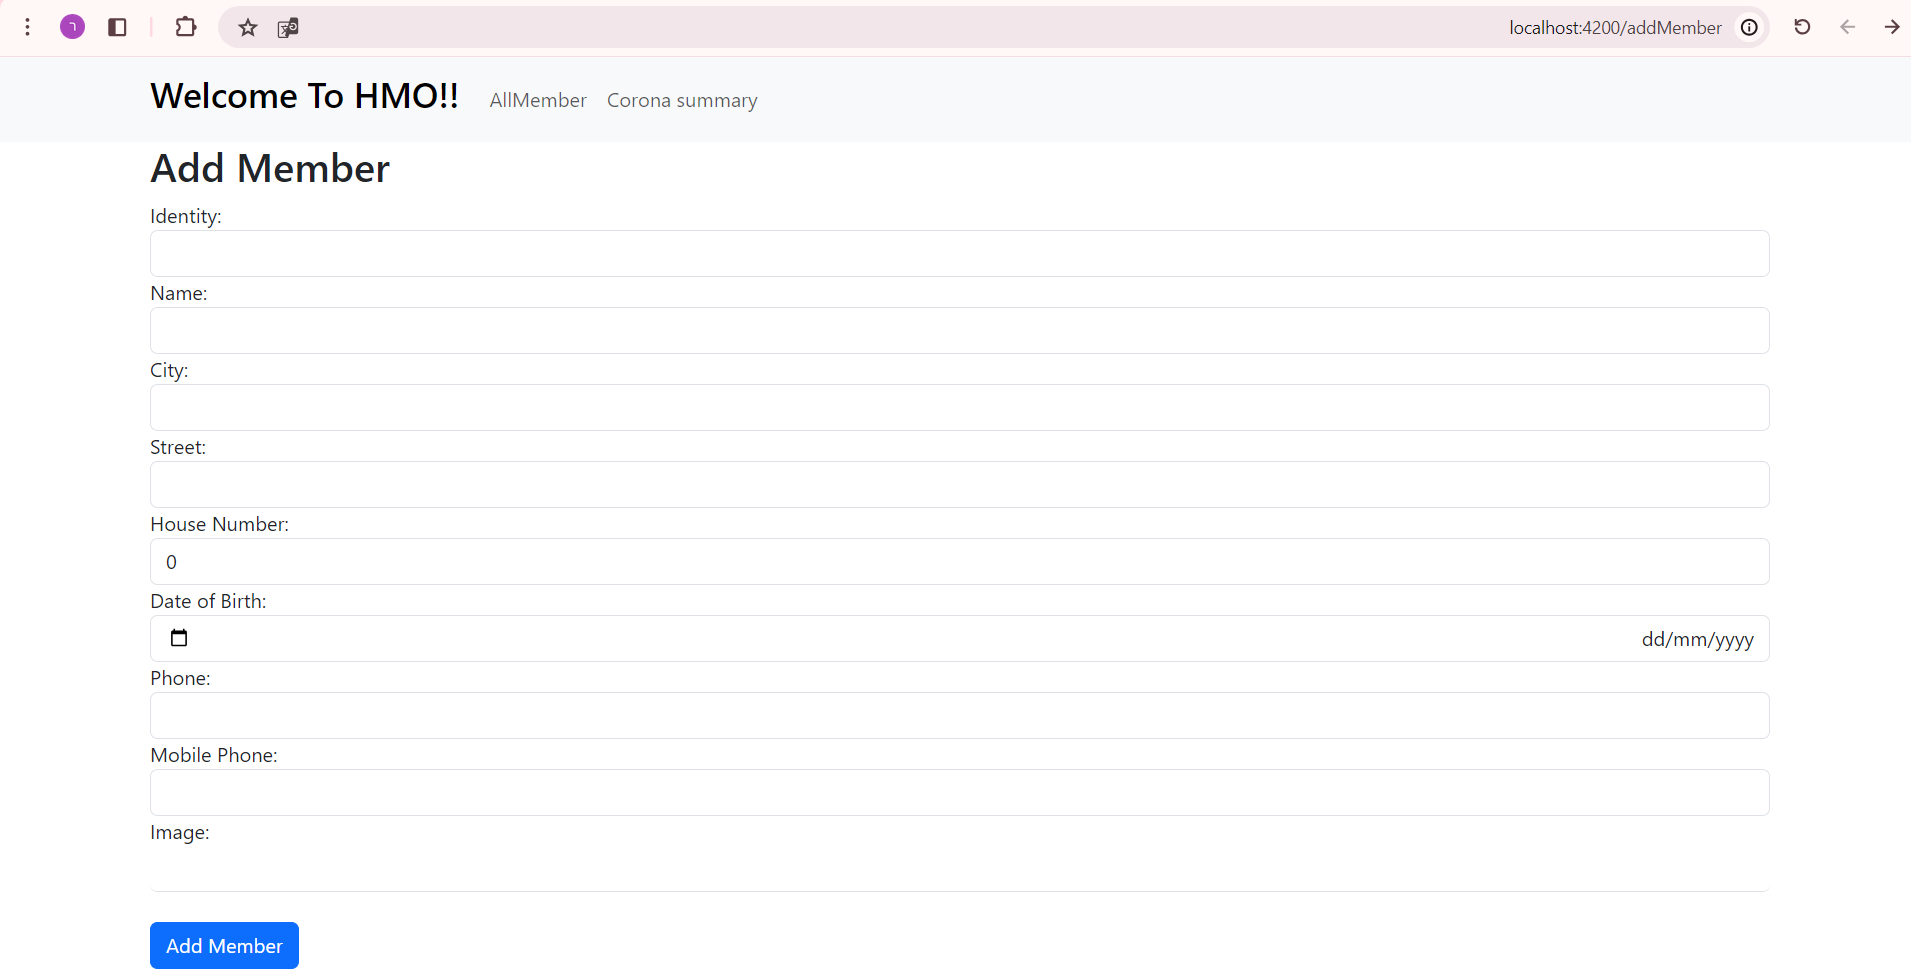 ר
localhost:4200/addMember
Welcome To HMO!! AllMember Corona summary
Add Member
Identity:
Name:
City:
Street:
House Number:
0
Date of Birth:
dd/mm/yyyy
Phone:
Mobile Phone:
Image:
Add Member